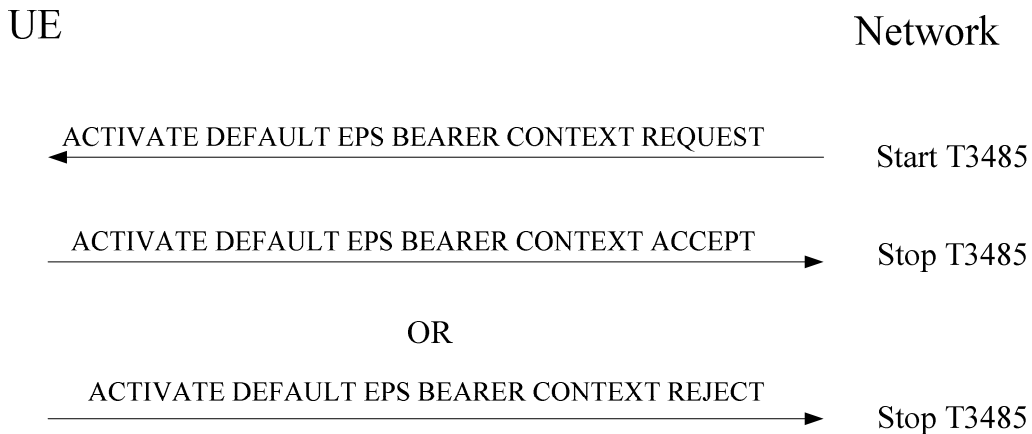 UE
Network
ACTIVATE DEFAULT EPS BEARER CONTEXT REQUEST
Start T3485
ACTIVATE DEFAULT EPS BEARER CONTEXT ACCEPT
Stop T3485
OR
ACTIVATE DEFAULT EPS BEARER CONTEXT REJECT
Stop T3485